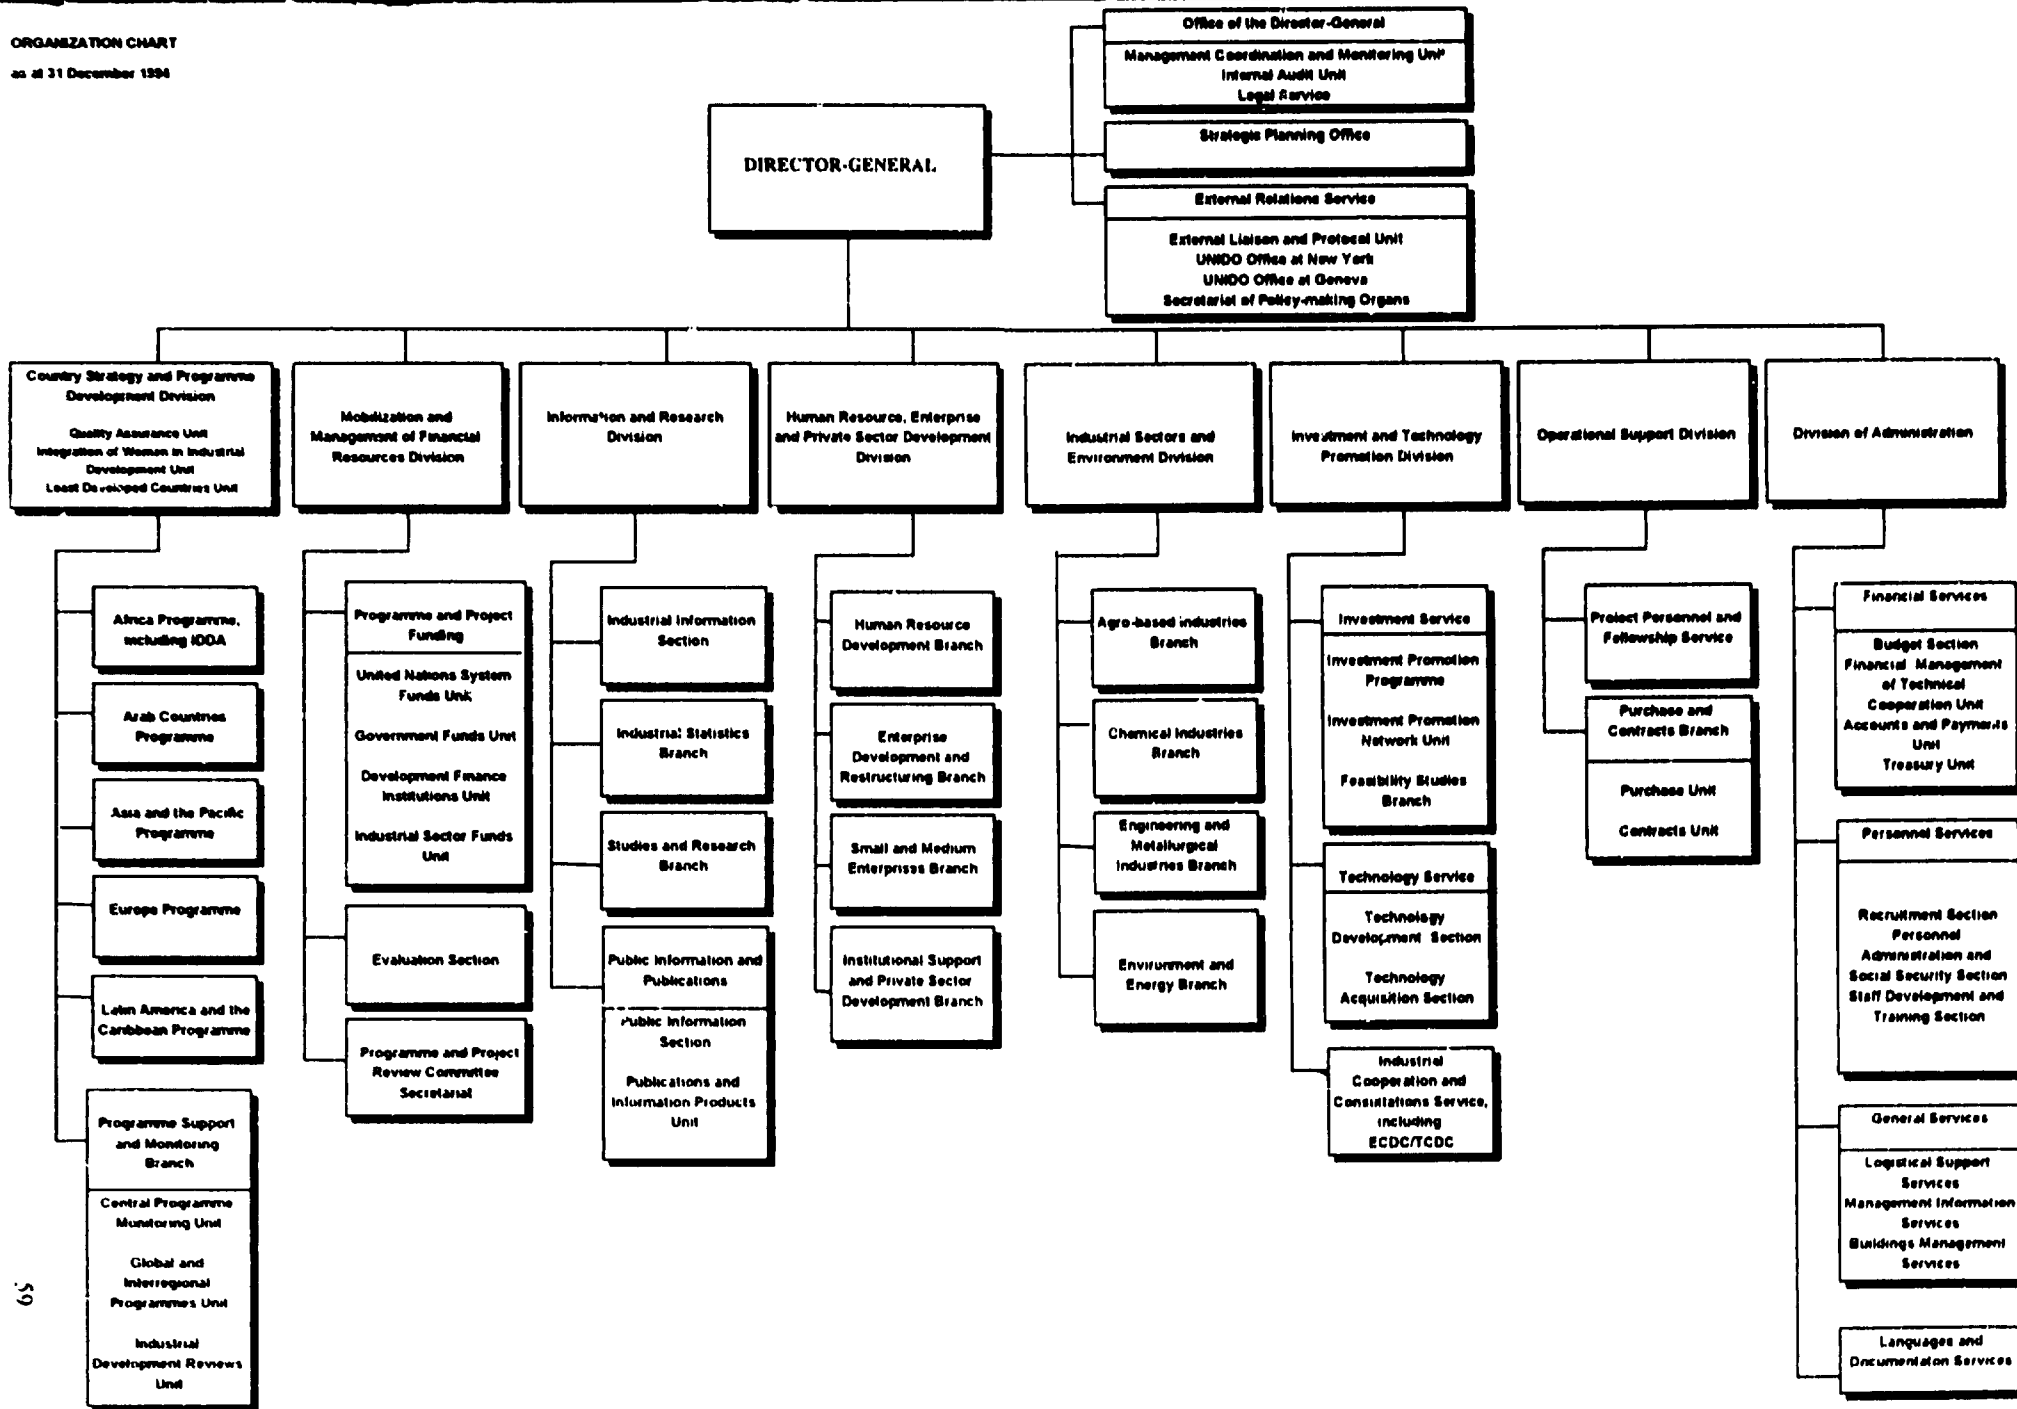 ORGANIZATION CHART
as at 31 December 1994
Office of the Director-General
Management Coordination and Monitoring Unit
Internal Audit Unit
Legal Service
Strategic Planning Office
External Relations Service
External Liaison and Protocol Unit
UNIDO Office at New York
UNIDO Office at Geneva
Secretariat of Policy-making Organs
DIRECTOR-GENERAL
Country Strategy and Programme
Development Division
Quality Assurance Unit
Integration of Women in Industrial
Development Unit
Least Developed Countries Unit
Mobilization and
Management of Financial
Resources Division
Information and Research
Division
Human Resource, Enterprise
and Private Sector Development
Division
Industrial Sectors and
Environment Division
Investment and Technology
Promotion Division
Operational Support Division
Division of Administration
Africa Programme,
including IDDA
Arab Countries
Programme
Asia and the Pacific
Programme
Europe Programme
Latin America and the
Caribbean Programme
Programme Support
and Monitoring
Branch
Central Programme
Monitoring Unit
Global and
Interregional
Programmes Unit
Industrial
Development Reviews
Unit
Programme and Project
Funding
United Nations System
Funds Unit
Government Funds Unit
Development Finance
Institutions Unit
Industrial Sector Funds
Unit
Evaluation Section
Programme and Project
Review Committee
Secretariat
Industrial Information
Section
Industrial Statistics
Branch
Studies and Research
Branch
Public Information and
Publications
Public Information
Section
Publications and
Information Products
Unit
Human Resource
Development Branch
Enterprise
Development and
Restructuring Branch
Small and Medium
Enterprises Branch
Institutional Support
and Private Sector
Development Branch
Agro-based industries
Branch
Chemical Industries
Branch
Engineering and
Metallurgical
Industries Branch
Environment and
Energy Branch
Investment Service
Investment Promotion
Programme
Investment Promotion
Network Unit
Feasibility Studies
Branch
Technology Service
Technology
Development Section
Technology
Acquisition Section
Industrial
Cooperation and
Consultations Service,
including
ECDC/TCDC
Project Personnel and
Fellowship Service
Purchase and
Contracts Branch
Purchase Unit
Contracts Unit
Financial Services
Budget Section
Financial Management
of Technical
Cooperation Unit
Accounts and Payments
Unit
Treasury Unit
Personnel Services
Recruitment Section
Personnel
Administration and
Social Security Section
Staff Development and
Training Section
General Services
Logistical Support
Services
Management Information
Services
Buildings Management
Services
Languages and
Documentation Services
59